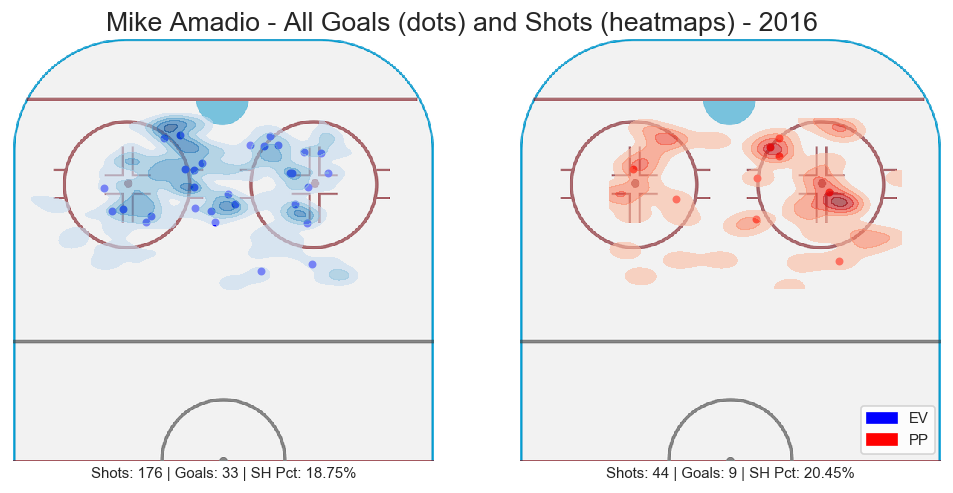 Mike Amadio - All Goals (dots) and Shots (heatmaps) - 2016
EV
PP
Shots: 176 | Goals: 33 | SH Pct: 18.75%
Shots: 44 | Goals: 9 | SH Pct: 20.45%